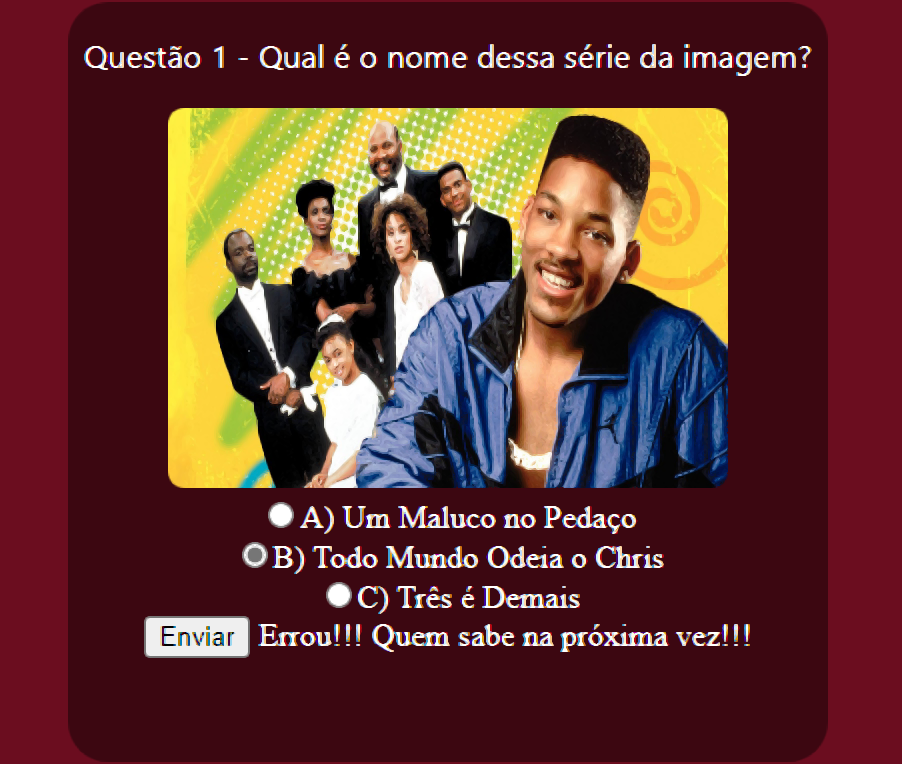 Questão 1 - Qual é o nome dessa série da imagem?
A) Um Maluco no Pedaço
B) Todo Mundo Odeia o Chris
C) Três é Demais
Enviar Errou!!! Quem sabe na próxima vez!!!